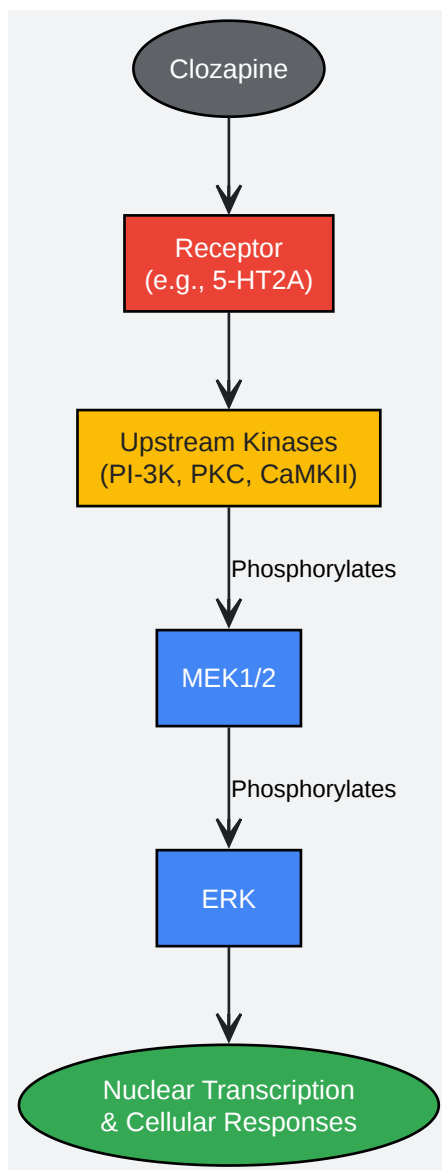 Clozapine
Receptor
(e.g., 5-HT2A)
Upstream Kinases
(PI-3K, PKC, CaMKII)
Phosphorylates
MEK1/2
Phosphorylates
ERK
Nuclear Transcription
& Cellular Responses